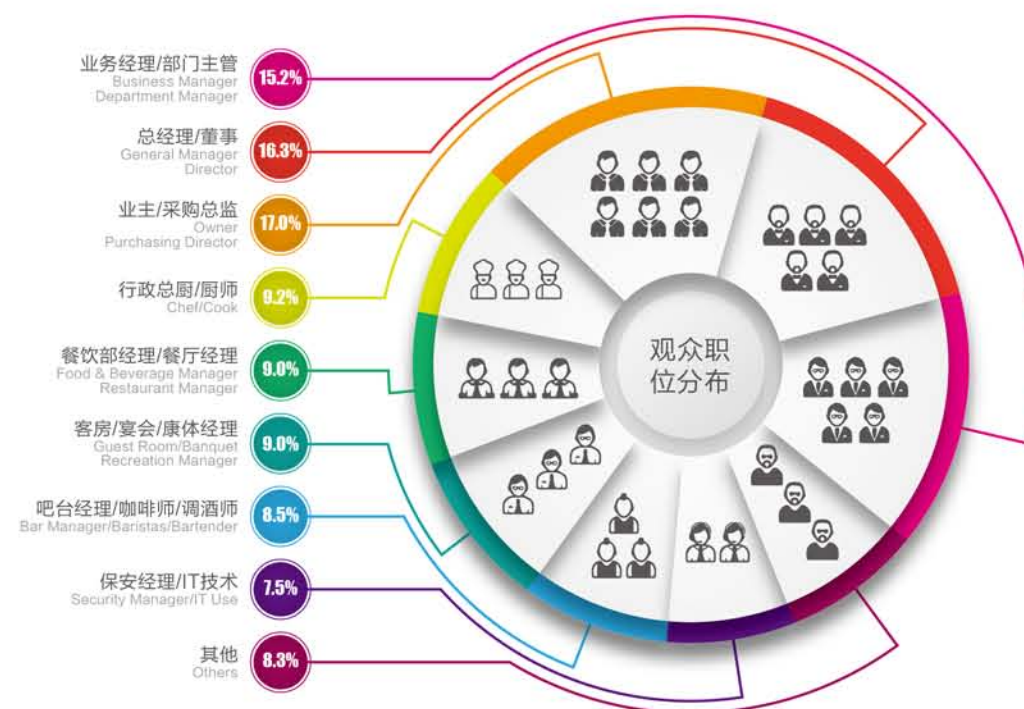 业务经理/部门主管
Business Manager
Department Manager
15.2%
总经理/董事
General Manager
Director
16.3%
业主/采购总监
Owner
Purchasing Director
17.0%
行政总厨/厨师
Chef/Cook
9.2%
餐饮部经理/餐厅经理
Food & Beverage Manager
Restaurant Manager
9.0%
客房/宴会/康体经理
Guest Room/Banquet
Recreation Manager
9.0%
吧台经理/咖啡师/调酒师
Bar Manager/Baristas/Bartender
8.5%
保安经理/IT技术
Security Manager/IT Use
7.5%
其他
Others
8.3%
观众职
位分布